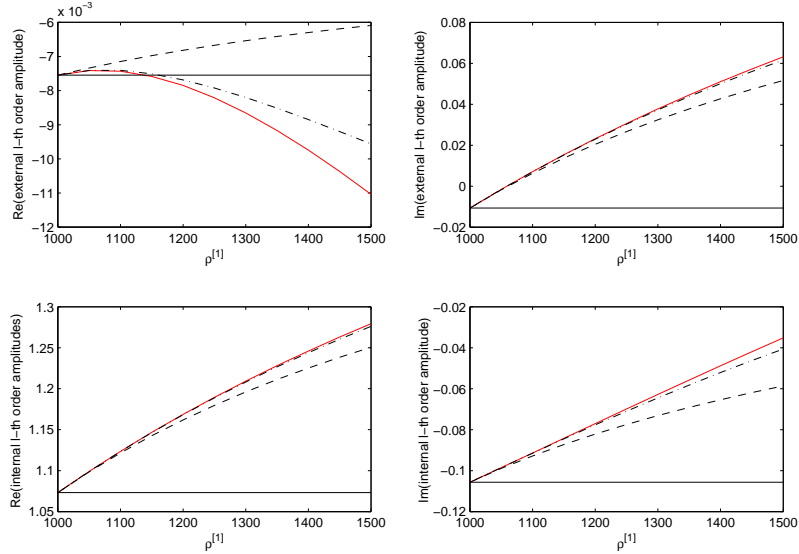 × 10⁻³
Re(external l−th order amplitude)
−6
−7
−8
−9
−10
−11
−12
1000 1100 1200 1300 1400 1500
ρ[1]
Im(external l−th order amplitude)
0.08
0.06
0.04
0.02
0
−0.02
1000 1100 1200 1300 1400 1500
ρ[1]
Re(internal l−th order amplitudes)
1.3
1.25
1.2
1.15
1.1
1.05
1000 1100 1200 1300 1400 1500
ρ[1]
Im(internal l−th order amplitude)
−0.02
−0.04
−0.06
−0.08
−0.1
−0.12
1000 1100 1200 1300 1400 1500
ρ[1]